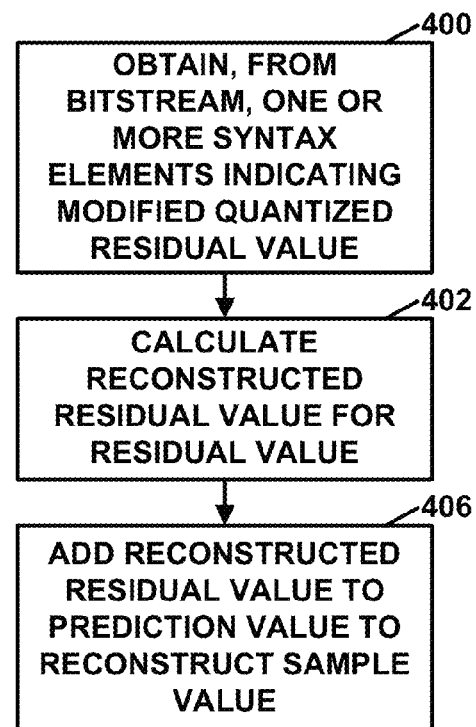 400
OBTAIN, FROM
BITSTREAM, ONE OR
MORE SYNTAX
ELEMENTS INDICATING
MODIFIED QUANTIZED
RESIDUAL VALUE
402
CALCULATE
RECONSTRUCTED
RESIDUAL VALUE FOR
RESIDUAL VALUE
406
ADD RECONSTRUCTED
RESIDUAL VALUE TO
PREDICTION VALUE TO
RECONSTRUCT SAMPLE
VALUE